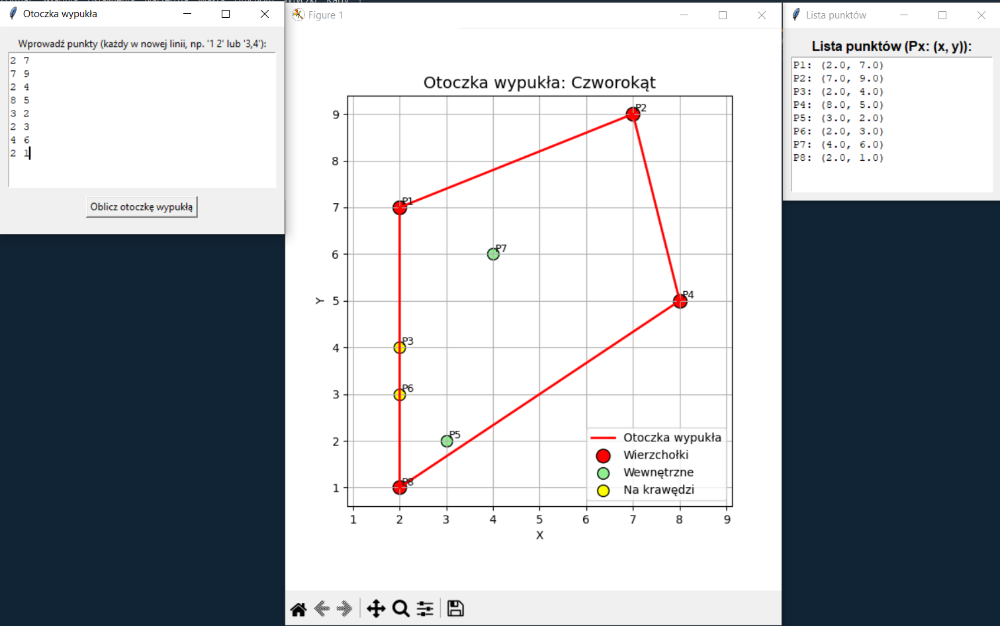 Otoczka wypukła
Wprowadź punkty (każdy w nowej linii, np. '1 2' lub '3,4'):
2 7
7 9
2 4
8 5
3 2
2 3
4 6
2 1
Oblicz otoczkę wypukłą
Figure 1
Otoczka wypukła: Czworokąt
9
8
7
6
5
4
3
2
1
Y
P2
P1
P7
P4
P3
P6
P5
P8
Otoczka wypukła
Wierzchołki
Wewnętrzne
Na krawędzi
1 2 3 4 5 6 7 8 9
X
Lista punktów
Lista punktów (Px: (x, y)):
P1: (2.0, 7.0)
P2: (7.0, 9.0)
P3: (2.0, 4.0)
P4: (8.0, 5.0)
P5: (3.0, 2.0)
P6: (2.0, 3.0)
P7: (4.0, 6.0)
P8: (2.0, 1.0)